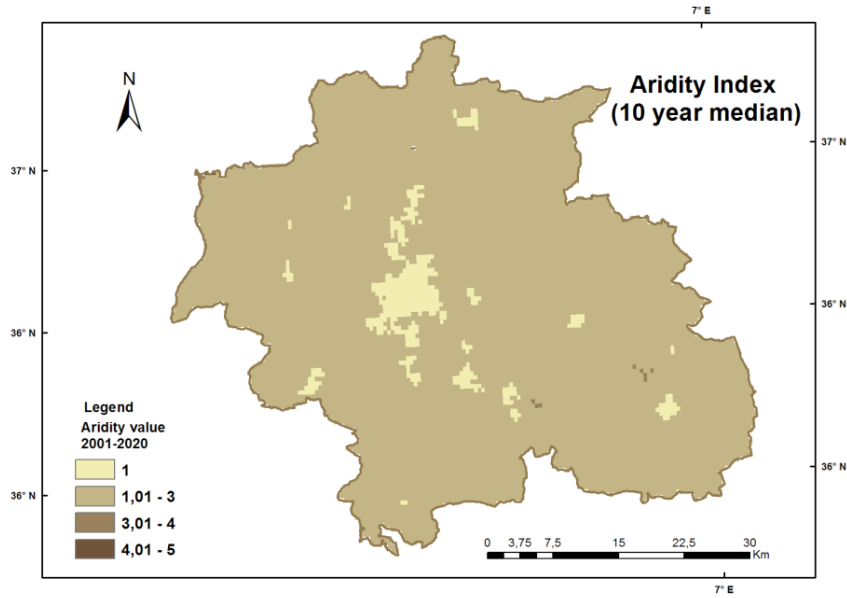 7° E
Aridity Index
(10 year median)
N
37° N
37° N
36° N
36° N
Legend
Aridity value
2001-2020
1
1,01 - 3
3,01 - 4
4,01 - 5
36° N
36° N
0 3,75 7,5 15 22,5 30
Km
7° E